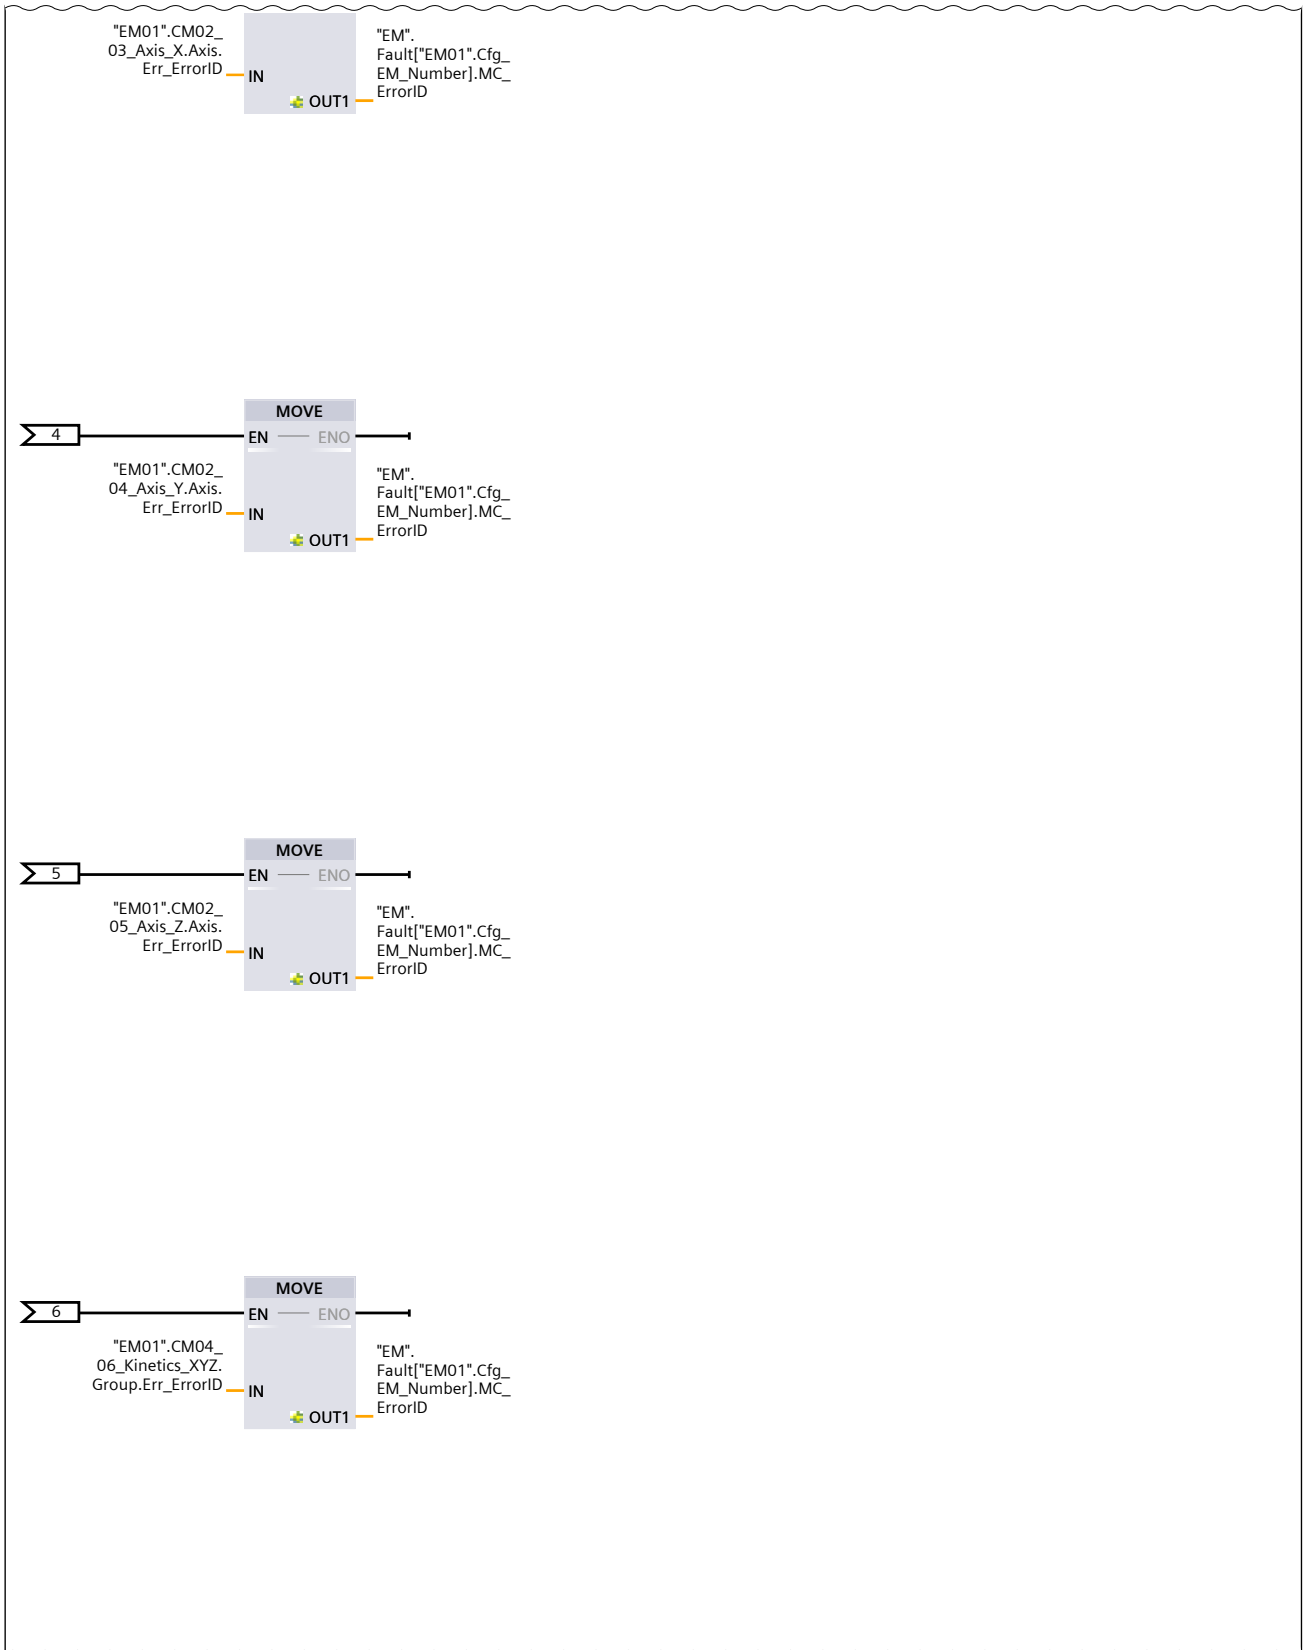 "EM01".CM02_
03_Axis_X.Axis.
Err_ErrorID
IN
"EM".
Fault["EM01".Cfg_
EM_Number].MC_
ErrorID
OUT1
MOVE
4
EN
ENO
"EM01".CM02_
04_Axis_Y.Axis.
Err_ErrorID
IN
"EM".
Fault["EM01".Cfg_
EM_Number].MC_
ErrorID
OUT1
MOVE
5
EN
ENO
"EM01".CM02_
05_Axis_Z.Axis.
Err_ErrorID
IN
"EM".
Fault["EM01".Cfg_
EM_Number].MC_
ErrorID
OUT1
MOVE
6
EN
ENO
"EM01".CM04_
06_Kinetics_XYZ.
Group.Err_ErrorID
IN
"EM".
Fault["EM01".Cfg_
EM_Number].MC_
ErrorID
OUT1